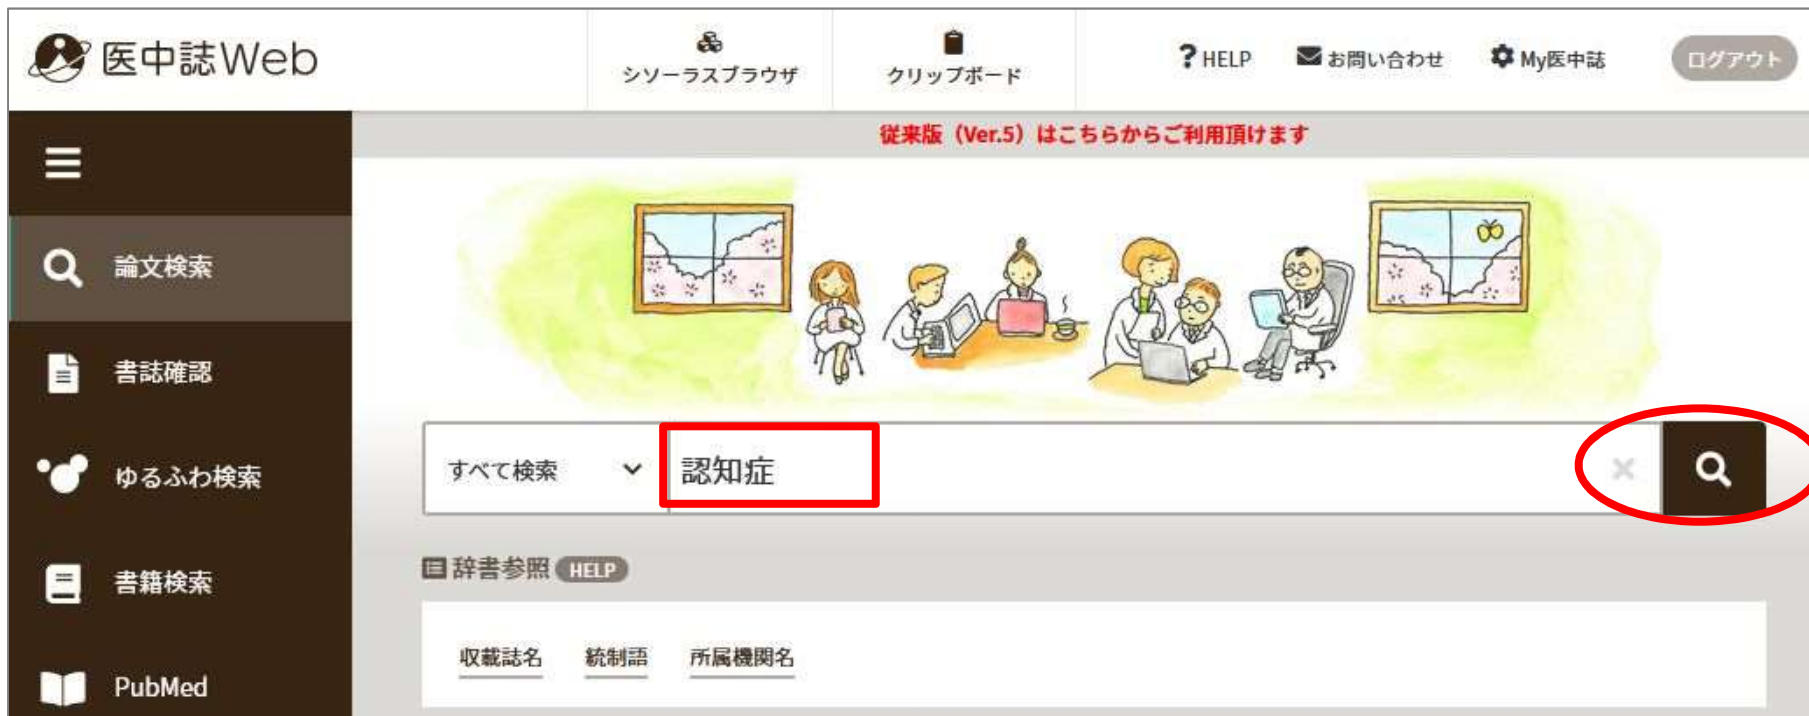 医中誌Web
シソーラスブラウザ
クリップボード
? HELP
お問い合わせ
My医中誌
ログアウト
従来版（Ver.5）はこちらからご利用頂けます
論文検索
書誌確認
ゆるふわ検索
書籍検索
PubMed
すべて検索
認知症
辞書参照 HELP
収載誌名 統制語 所属機関名